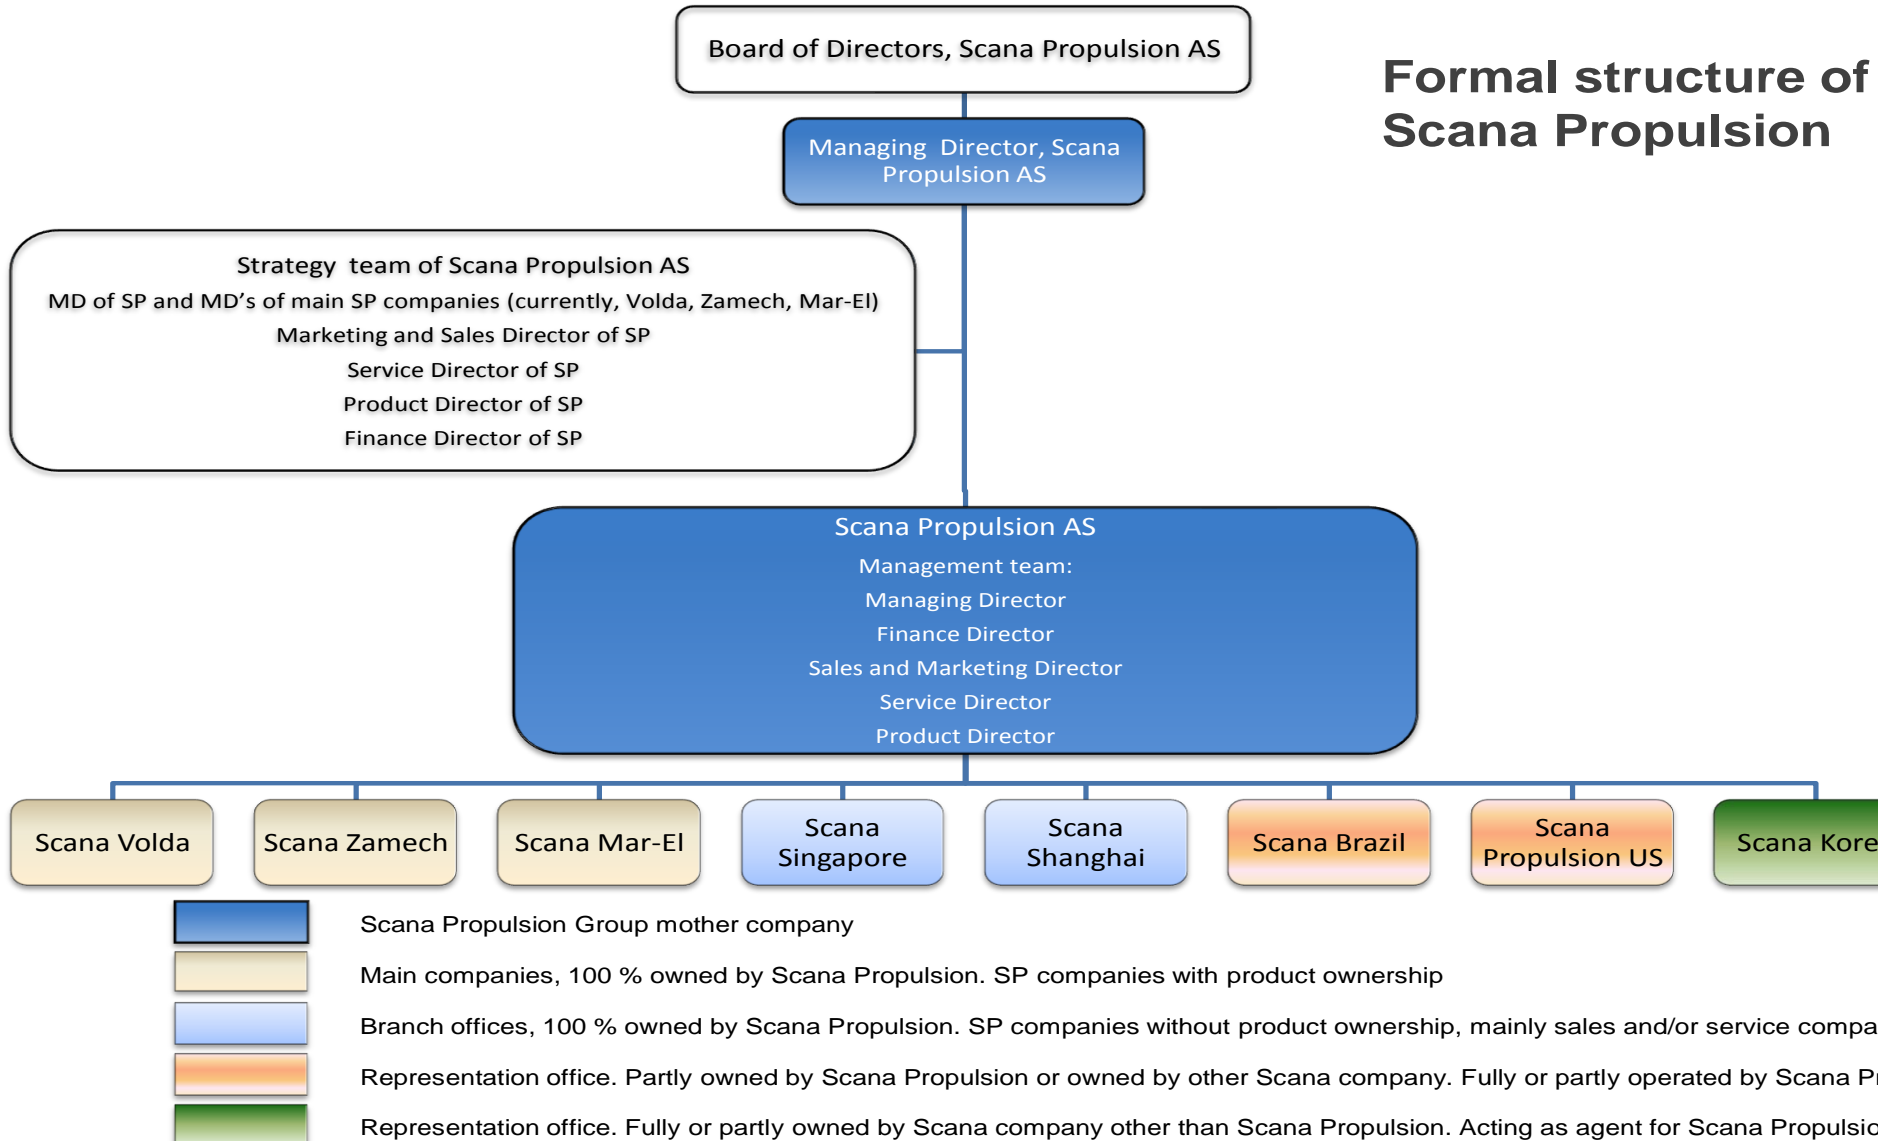 Board of Directors, Scana Propulsion AS
Formal structure of
Scana Propulsion
Managing Director, Scana
Propulsion AS
Strategy team of Scana Propulsion AS
MD of SP and MD’s of main SP companies (currently, Volda, Zamech, Mar-El)
Marketing and Sales Director of SP
Service Director of SP
Product Director of SP
Finance Director of SP
Scana Propulsion AS
Management team:
Managing Director
Finance Director
Sales and Marketing Director
Service Director
Product Director
Scana Volda
Scana Zamech
Scana Mar-El
Scana
Singapore
Scana
Shanghai
Scana Brazil
Scana
Propulsion US
Scana Kore
Scana Propulsion Group mother company
Main companies, 100 % owned by Scana Propulsion. SP companies with product ownership
Branch offices, 100 % owned by Scana Propulsion. SP companies without product ownership, mainly sales and/or service compa
Representation office. Partly owned by Scana Propulsion or owned by other Scana company. Fully or partly operated by Scana Pr
Representation office. Fully or partly owned by Scana company other than Scana Propulsion. Acting as agent for Scana Propulsio